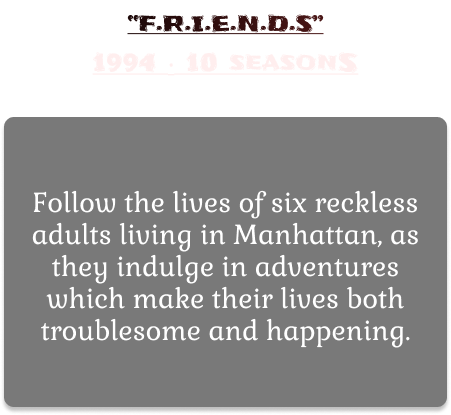 "F.R.I.E.N.D.S"
1994 · 10 SEASONS
Follow the lives of six reckless
adults living in Manhattan, as
they indulge in adventures
which make their lives both
troublesome and happening.